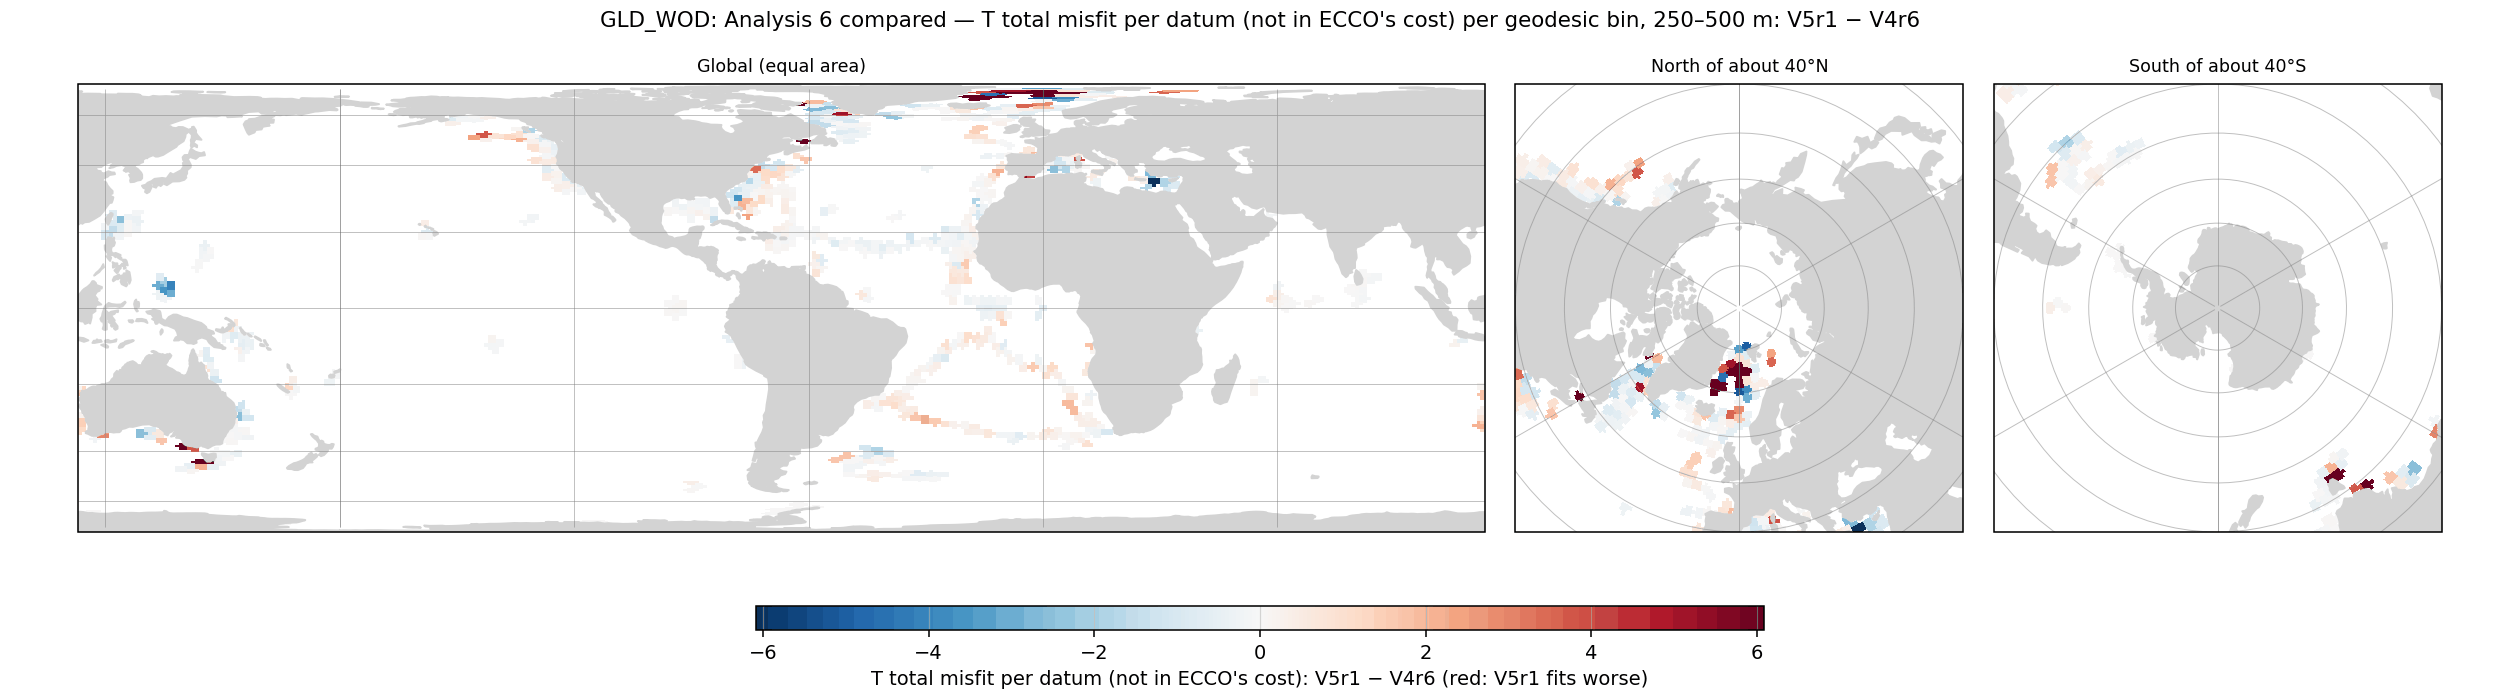 GLD_WOD: Analysis 6 compared — T total misfit per datum (not in ECCO's cost) per geodesic bin, 250–500 m: V5r1 − V4r6
Global (equal area)
North of about 40°N
South of about 40°S
−6 −4 −2 0 2 4 6
T total misfit per datum (not in ECCO's cost): V5r1 − V4r6 (red: V5r1 fits worse)